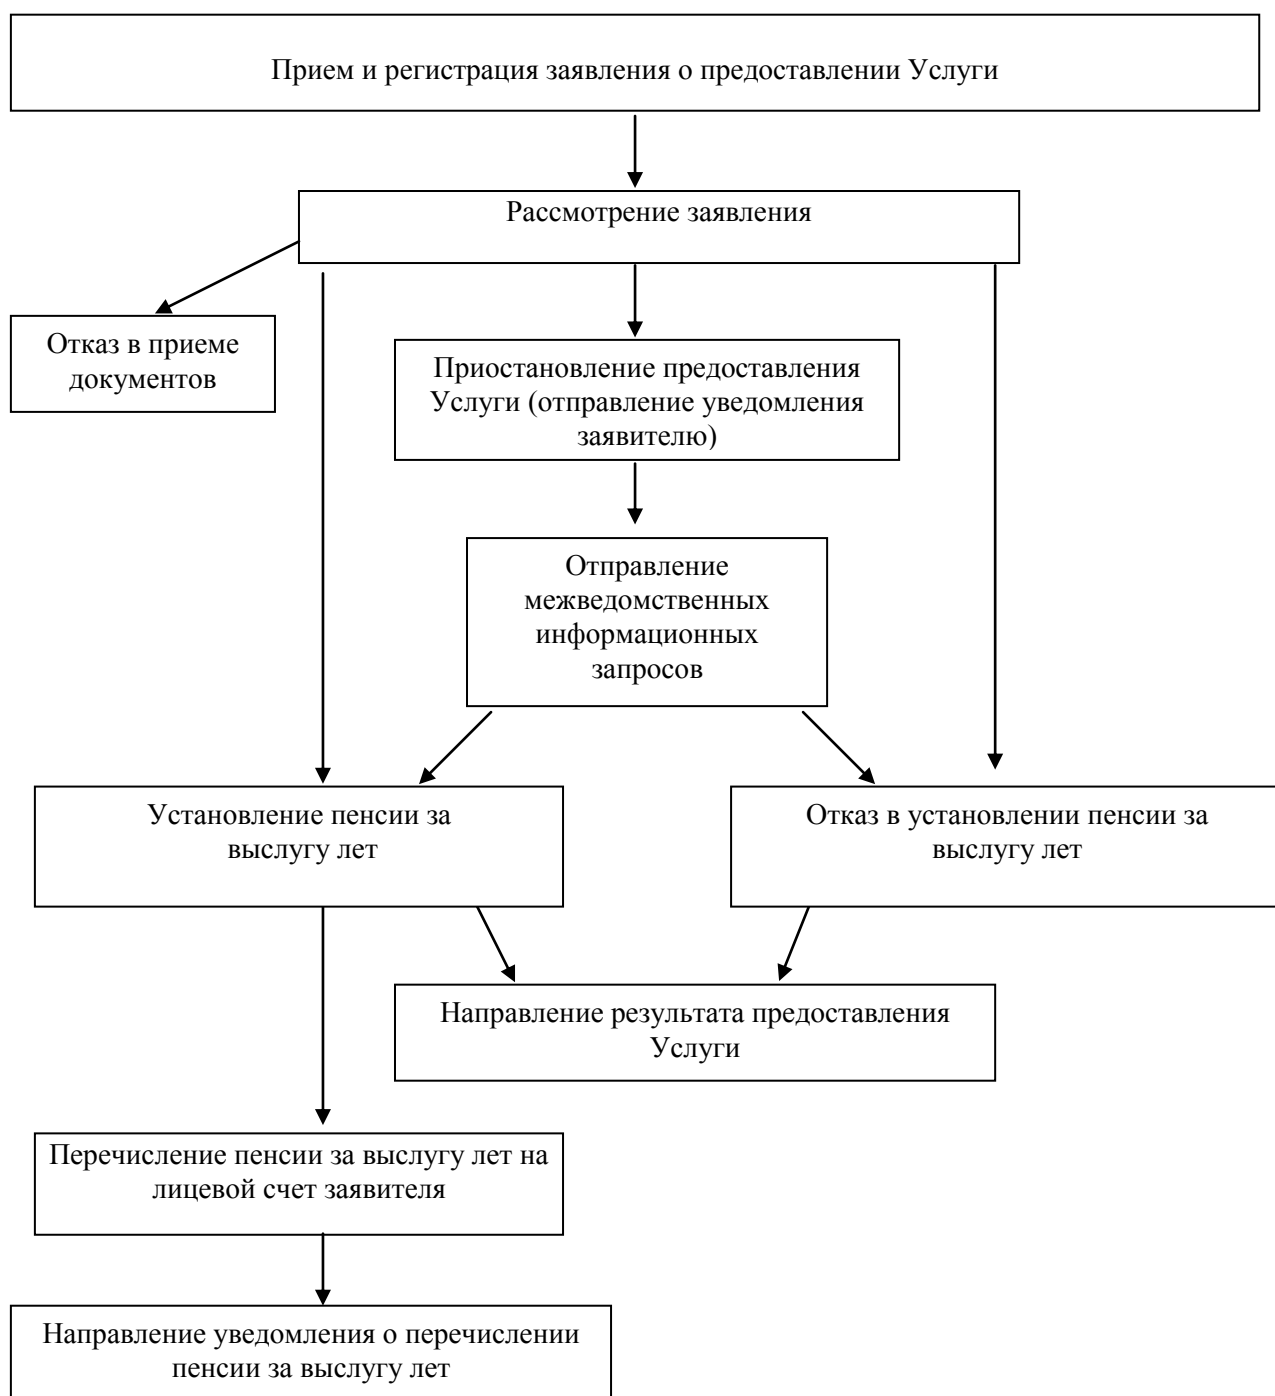 Прием и регистрация заявления о предоставлении Услуги
Рассмотрение заявления
Отказ в приеме
документов
Приостановление предоставления
Услуги (отправление уведомления
заявителю)
Отправление
межведомственных
информационных
запросов
Установление пенсии за
выслугу лет
Отказ в установлении пенсии за
выслугу лет
Направление результата предоставления
Услуги
Перечисление пенсии за выслугу лет на
лицевой счет заявителя
Направление уведомления о перечислении
пенсии за выслугу лет